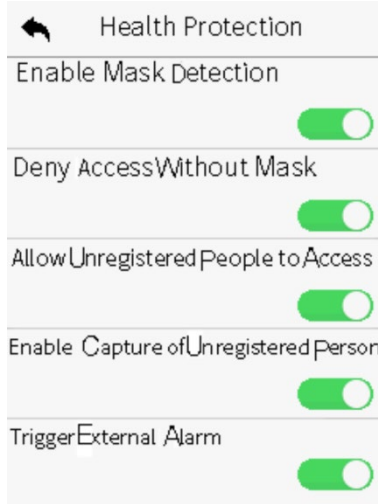 Health Protection
Enable Mask Detection
Deny Access Without Mask
Allow Unregistered People to Access
Enable Capture of Unregistered Person
Trigger External Alarm